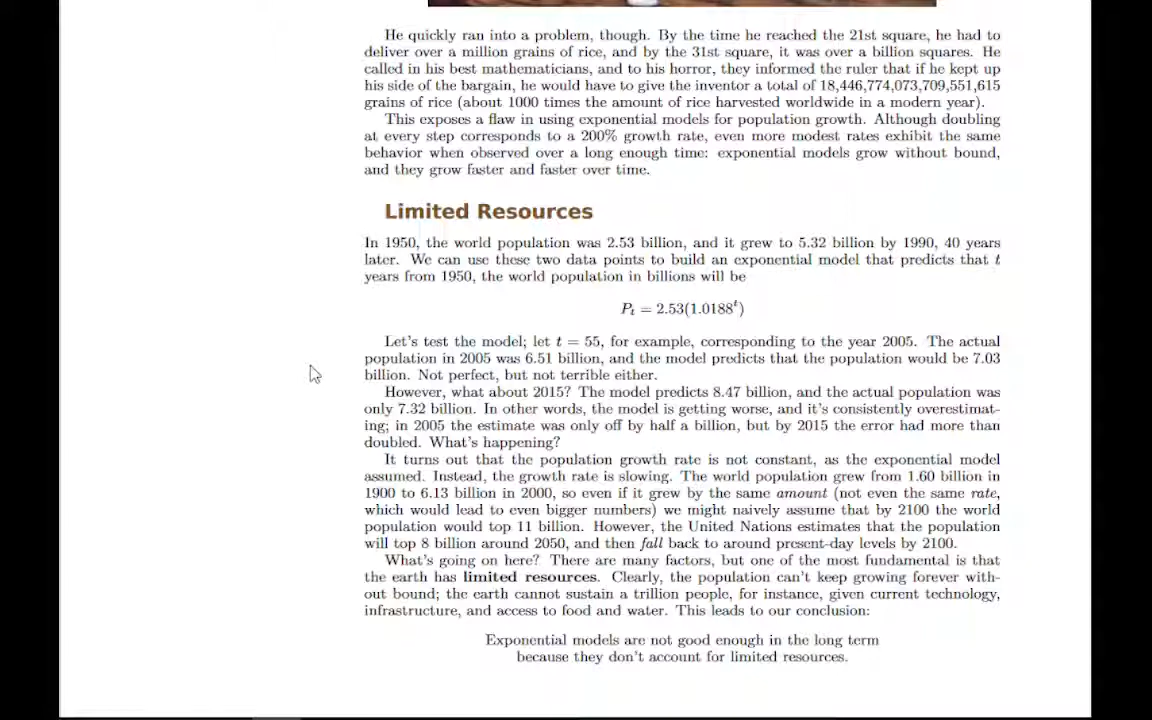 He quickly ran into a problem, though. By the time he reached the 21st square, he had to
deliver over a million grains of rice, and by the 31st square, it was over a billion squares. He
called in his best mathematicians, and to his horror, they informed the ruler that if he kept up
his side of the bargain, he would have to give the inventor a total of 18,446,774,073,709,551,615
grains of rice (about 1000 times the amount of rice harvested worldwide in a modern year).
This exposes a flaw in using exponential models for population growth. Although doubling
at every step corresponds to a 200% growth rate, even more modest rates exhibit the same
behavior when observed over a long enough time: exponential models grow without bound,
and they grow faster and faster over time.
Limited Resources
In 1950, the world population was 2.53 billion, and it grew to 5.32 billion by 1990, 40 years
later. We can use these two data points to build an exponential model that predicts that t
years from 1950, the world population in billions will be
Pₜ = 2.53(1.0188ᵗ)
Let's test the model; let t = 55, for example, corresponding to the year 2005. The actual
population in 2005 was 6.51 billion, and the model predicts that the population would be 7.03
billion. Not perfect, but not terrible either.
However, what about 2015? The model predicts 8.47 billion, and the actual population was
only 7.32 billion. In other words, the model is getting worse, and it's consistently overestimat-
ing; in 2005 the estimate was only off by half a billion, but by 2015 the error had more than
doubled. What's happening?
It turns out that the population growth rate is not constant, as the exponential model
assumed. Instead, the growth rate is slowing. The world population grew from 1.60 billion in
1900 to 6.13 billion in 2000, so even if it grew by the same amount (not even the same rate,
which would lead to even bigger numbers) we might naively assume that by 2100 the world
population would top 11 billion. However, the United Nations estimates that the population
will top 8 billion around 2050, and then fall back to around present-day levels by 2100.
What's going on here? There are many factors, but one of the most fundamental is that
the earth has limited resources. Clearly, the population can't keep growing forever with-
out bound; the earth cannot sustain a trillion people, for instance, given current technology,
infrastructure, and access to food and water. This leads to our conclusion:
Exponential models are not good enough in the long term
because they don't account for limited resources.